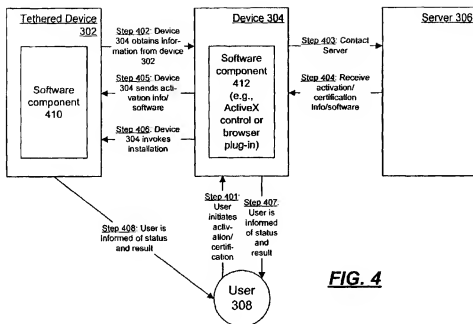 Tethered Device
302
Software
component
410
Step 402: Device
304 obtains infor-
mation from device
302
Step 405: Device
304 sends acti-
vation info/
software
Step 406: Device
304 invokes
installation
Device 304
Software
component
412
(e.g.,
ActiveX
control or
browser
plug-in)
Step 403: Contact
Server
Step 404: Receive
activation/
certification
Info/software
Server 306
Step 408: User is
informed of status
and result
Step 401:
User
initiates
activ-
ation/
certifi-
cation
Step 407:
User is
informed
of status
and
result
User
308
FIG. 4